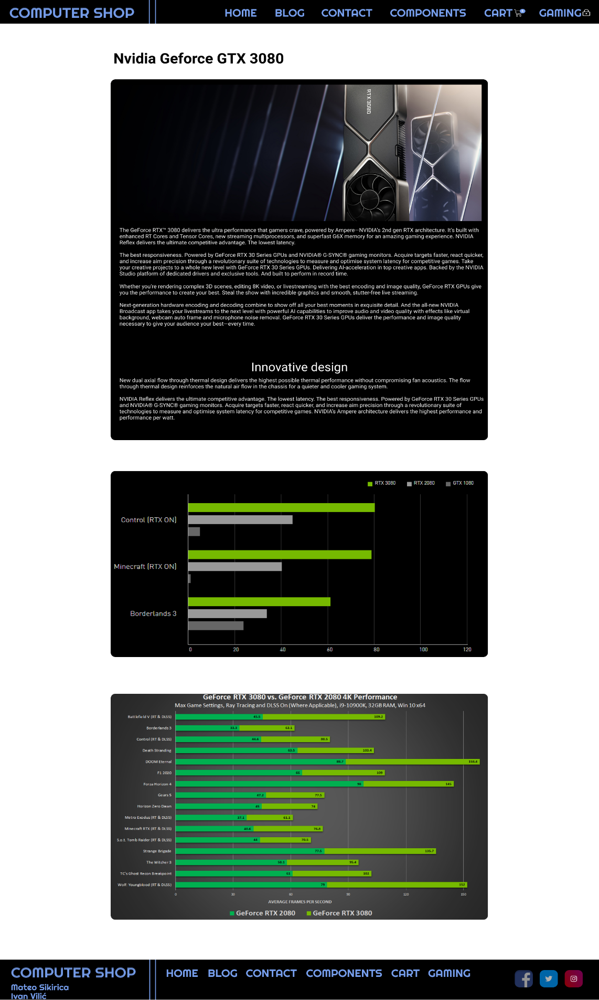 COMPUTER SHOP
HOME BLOG CONTACT COMPONENTS CART 0 GAMING
Nvidia Geforce GTX 3080
RTX 3080
The GeForce RTX™ 3080 delivers the ultra performance that gamers crave, powered by Ampere—NVIDIA's 2nd gen RTX architecture. It's built with
enhanced RT Cores and Tensor Cores, new streaming multiprocessors, and superfast G6X memory for an amazing gaming experience. NVIDIA
Reflex delivers the ultimate competitive advantage. The lowest latency.
The best responsiveness. Powered by GeForce RTX 30 Series GPUs and NVIDIA® G-SYNC® gaming monitors. Acquire targets faster, react quicker,
and increase aim precision through a revolutionary suite of technologies to measure and optimise system latency for competitive games. Take
your creative projects to a whole new level with GeForce RTX 30 Series GPUs. Delivering AI-acceleration in top creative apps. Backed by the NVIDIA
Studio platform of dedicated drivers and exclusive tools. And built to perform in record time.
Whether you're rendering complex 3D scenes, editing 8K video, or livestreaming with the best encoding and image quality, GeForce RTX GPUs give
you the performance to create your best. Steal the show with incredible graphics and smooth, stutter-free live streaming.
Next-generation hardware encoding and decoding combine to show off all your best moments in exquisite detail. And the all-new NVIDIA
Broadcast app takes your livestreams to the next level with powerful AI capabilities to improve audio and video quality with effects like virtual
background, webcam auto frame and microphone noise removal. GeForce RTX 30 Series GPUs deliver the performance and image quality
necessary to give your audience your best—every time.
Innovative design
New dual axial flow through thermal design delivers the highest possible thermal performance without compromising fan acoustics. The flow
through thermal design reinforces the natural air flow in the chassis for a quieter and cooler gaming system.
NVIDIA Reflex delivers the ultimate competitive advantage. The lowest latency. The best responsiveness. Powered by GeForce RTX 30 Series GPUs
and NVIDIA® G-SYNC® gaming monitors. Acquire targets faster, react quicker, and increase aim precision through a revolutionary suite of
technologies to measure and optimise system latency for competitive games. NVIDIA's Ampere architecture delivers the highest performance and
performance per watt.
RTX 3080 RTX 2080 GTX 1080
Control (RTX ON)
Minecraft (RTX ON)
Borderlands 3
0 20 40 60 80 100 120
GeForce RTX 3080 vs. GeForce RTX 2080 4K Performance
Max Game Settings, Ray Tracing and DLSS On (Where Applicable), i9-10900K, 32GB RAM, Win 10 x64
Battlefield V (RT & DLSS) 45.5 109.2
Borderlands 3 33.3 62.1
Control (RT & DLSS) 44.6 80.5
Death Stranding 63.5 103.4
DOOM Eternal 88.7 158.4
F1 2020 66 109
Forza Horizon 4 98 145
Gears 5 47.2 77.5
Horizon Zero Dawn 45 74
Metro Exodus (RT & DLSS) 37.1 61.1
Minecraft RTX (RT & DLSS) 40.6 76.8
S.o.t. Tomb Raider (RT & DLSS) 44 70.5
Strange Brigade 77.5 135.7
The Witcher 3 58.1 95.4
TC's Ghost Recon Breakpoint 61 102
Wolf: Youngblood (RT & DLSS) 79 152
0 30 60 90 120 150
AVERAGE FRAMES PER SECOND
GeForce RTX 2080 GeForce RTX 3080
COMPUTER SHOP
HOME BLOG CONTACT COMPONENTS CART GAMING
Mateo Sikirica
Ivan Vilić